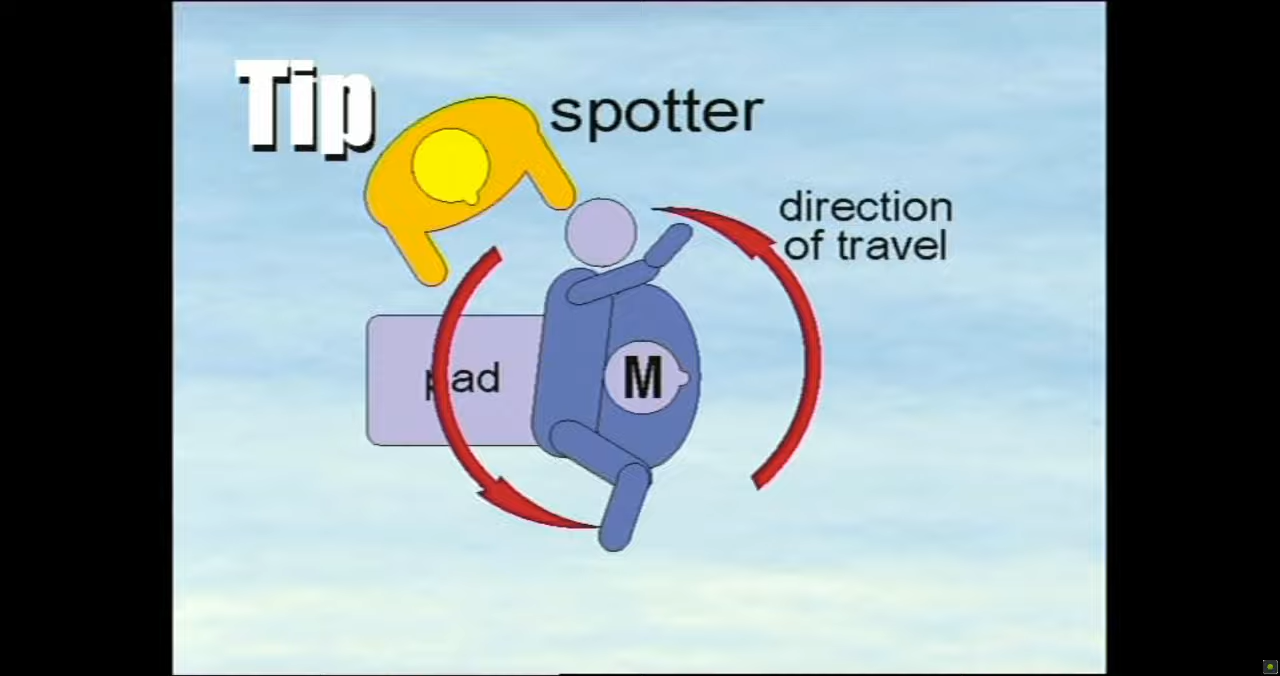 Tip
spotter
direction
of travel
pad
M